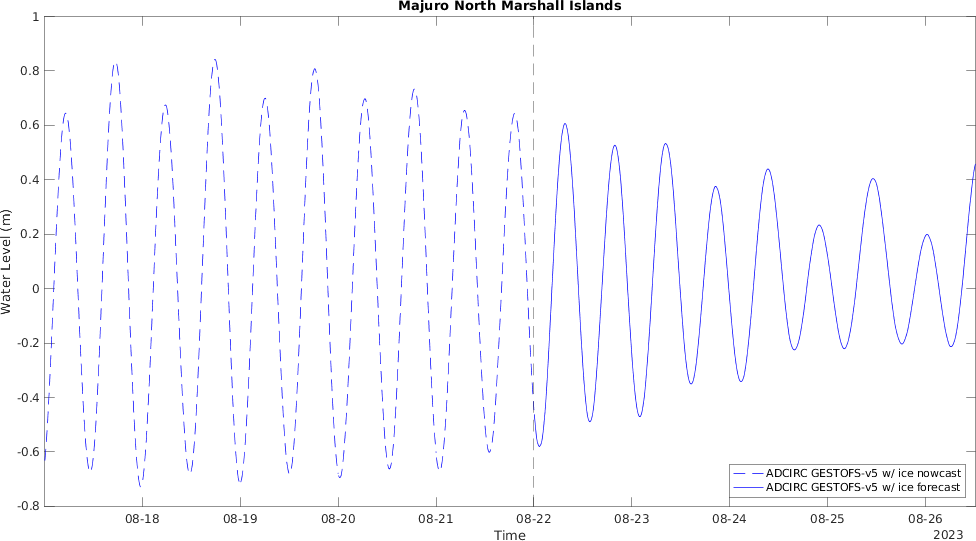 Majuro North Marshall Islands
1
0.8
0.6
0.4
0.2
0
-0.2
-0.4
-0.6
-0.8
Water Level (m)
ADCIRC GESTOFS-v5 w/ ice nowcast
ADCIRC GESTOFS-v5 w/ ice forecast
08-18 08-19 08-20 08-21 08-22 08-23 08-24 08-25 08-26
Time
2023